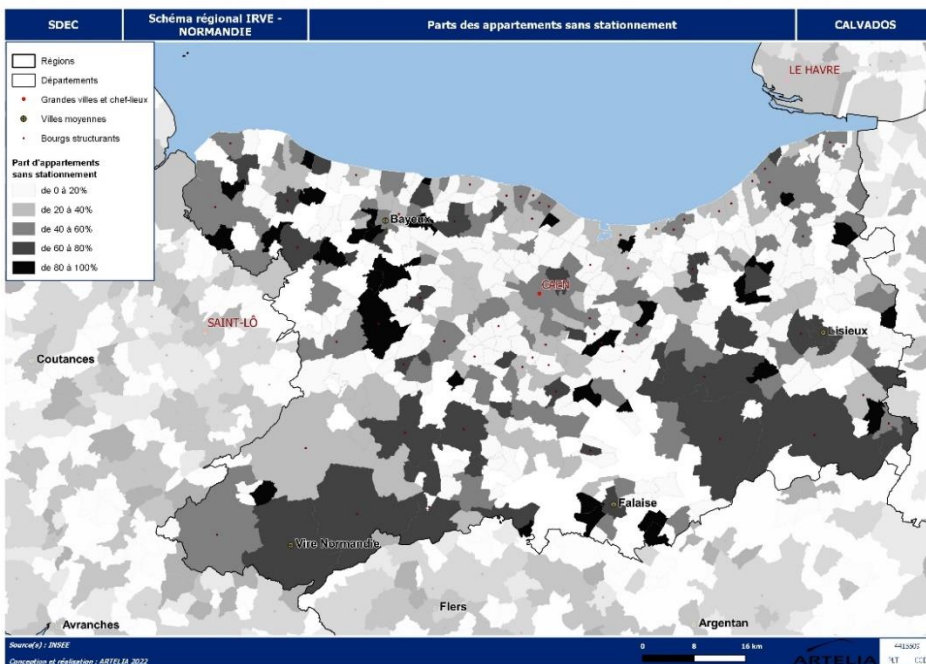 SDEC
Schéma régional IRVE -
NORMANDIE
Parts des appartements sans stationnement
CALVADOS
Régions
Départements
Grandes villes et chef-lieux
Villes moyennes
Bourgs structurants
Part d'appartements
sans stationnement
de 0 à 20%
de 20 à 40%
de 40 à 60%
de 60 à 80%
de 80 à 100%
LE HAVRE
Bayeux
CAEN
SAINT-LÔ
Lisieux
Coutances
Falaise
Vire Normandie
Flers
Avranches
Argentan
Source(s) : INSEE
Conception et réalisation : ARTELIA 2022
0 8 16 km
ARTELIA